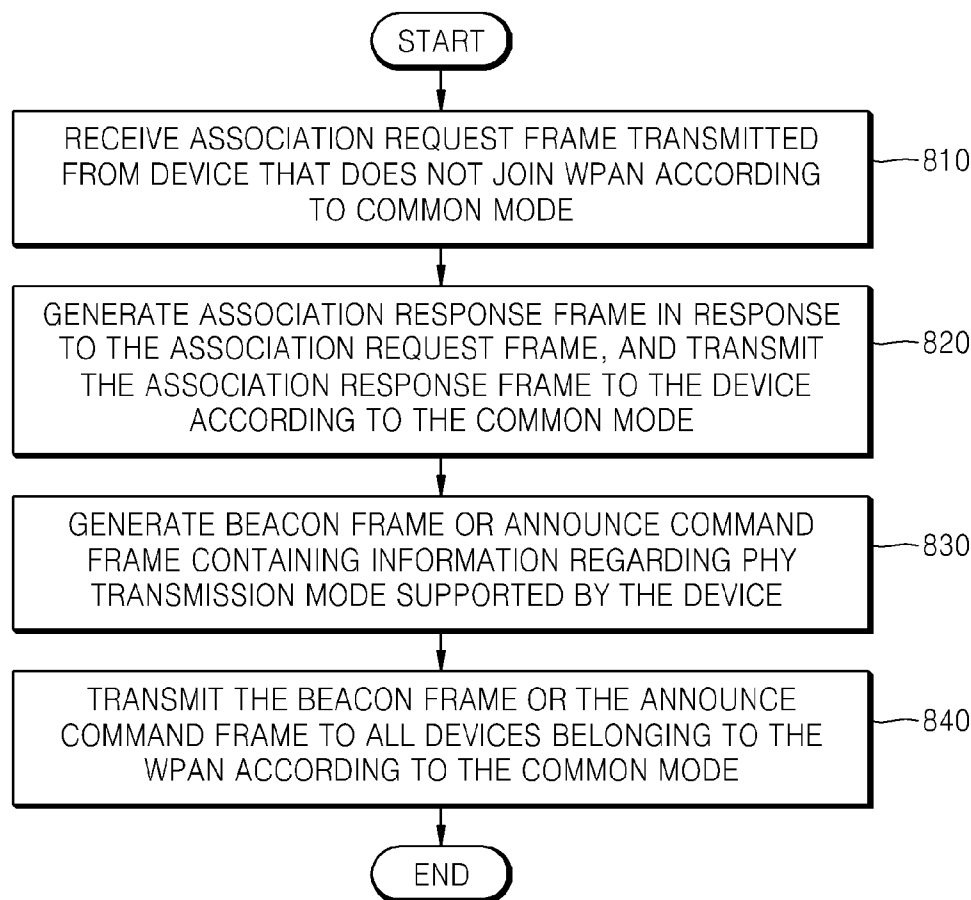 START
RECEIVE ASSOCIATION REQUEST FRAME TRANSMITTED
FROM DEVICE THAT DOES NOT JOIN WPAN ACCORDING
TO COMMON MODE
810
GENERATE ASSOCIATION RESPONSE FRAME IN RESPONSE
TO THE ASSOCIATION REQUEST FRAME, AND TRANSMIT
THE ASSOCIATION RESPONSE FRAME TO THE DEVICE
ACCORDING TO THE COMMON MODE
820
GENERATE BEACON FRAME OR ANNOUNCE COMMAND
FRAME CONTAINING INFORMATION REGARDING PHY
TRANSMISSION MODE SUPPORTED BY THE DEVICE
830
TRANSMIT THE BEACON FRAME OR THE ANNOUNCE
COMMAND FRAME TO ALL DEVICES BELONGING TO THE
WPAN ACCORDING TO THE COMMON MODE
840
END